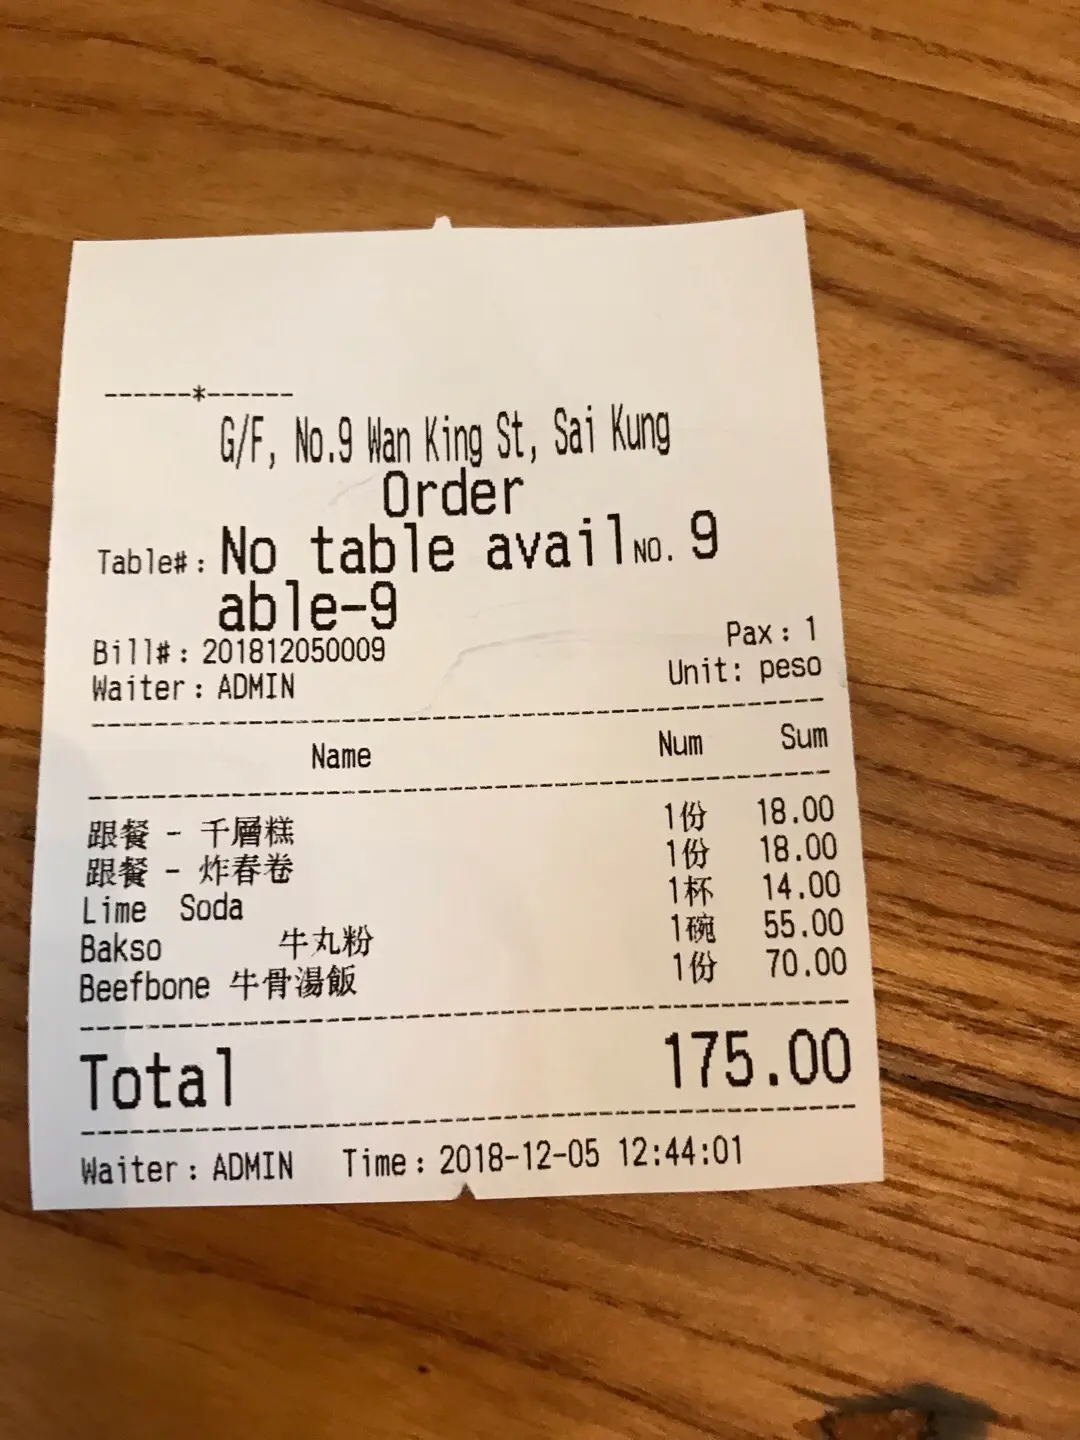 ------*------
G/F, No.9 Wan King St, Sai Kung
Order
Table#: No table avail NO. 9
able-9
Bill#: 201812050009 Pax: 1
Waiter: ADMIN Unit: peso
Name Num Sum
跟餐 - 千層糕 1份 18.00
跟餐 - 炸春卷 1份 18.00
Lime Soda 1杯 14.00
Bakso 牛丸粉 1碗 55.00
Beefbone 牛骨湯飯 1份 70.00
Total 175.00
Waiter: ADMIN Time: 2018-12-05 12:44:01